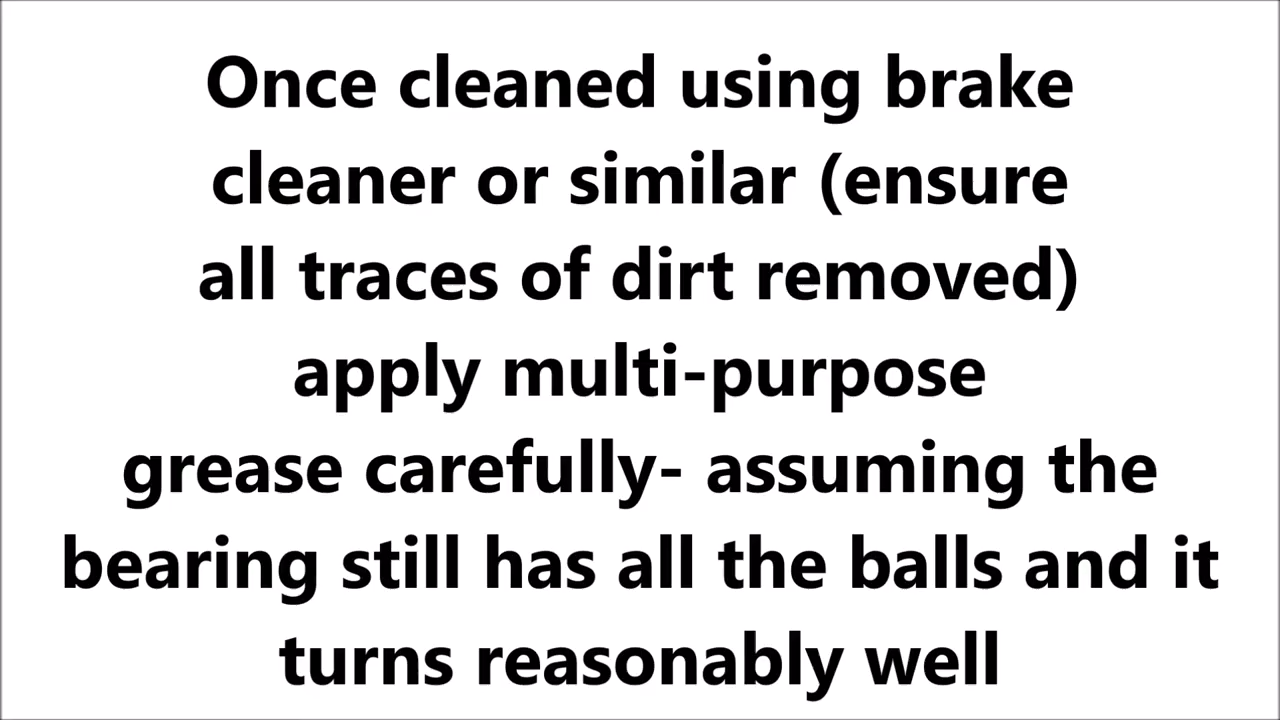 Once cleaned using brake
cleaner or similar (ensure
all traces of dirt removed)
apply multi-purpose
grease carefully- assuming the
bearing still has all the balls and it
turns reasonably well